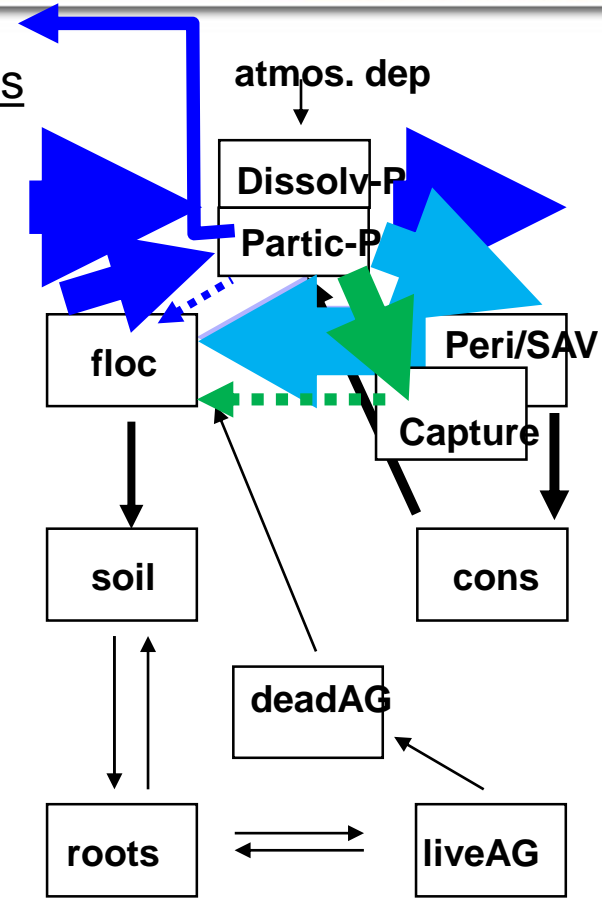 s
atmos. dep
Dissolv-P
Partic-P
floc
Peri/SAV
Capture
soil
cons
deadAG
roots
liveAG